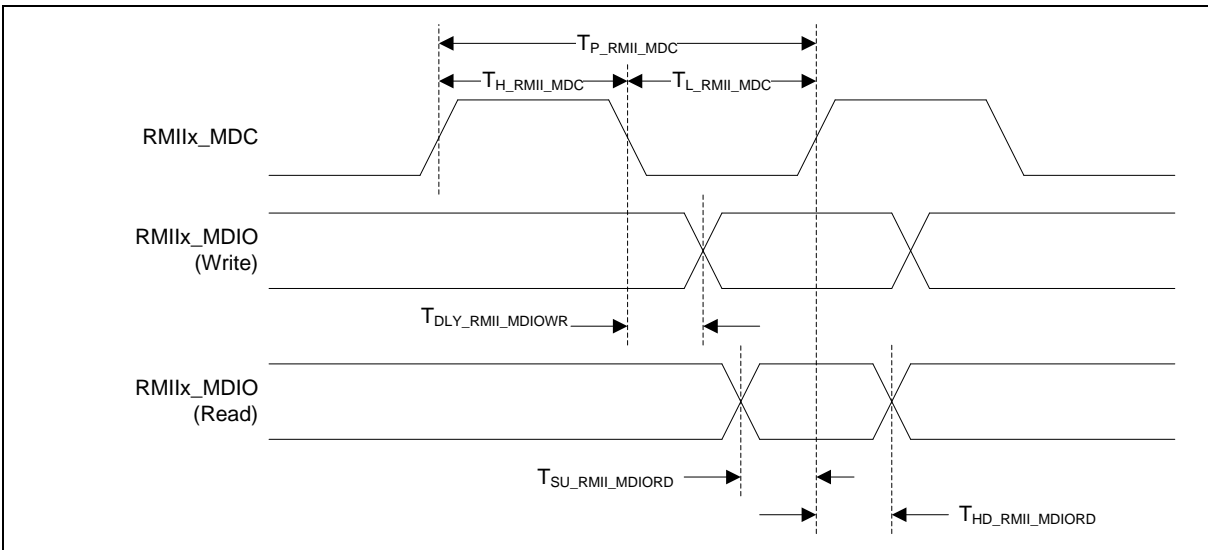 T_P_RMII_MDC
T_H_RMII_MDC T_L_RMII_MDC
RMIIx_MDC
RMIIx_MDIO
(Write)
T_DLY_RMII_MDIOWR
RMIIx_MDIO
(Read)
T_SU_RMII_MDIORD
T_HD_RMII_MDIORD